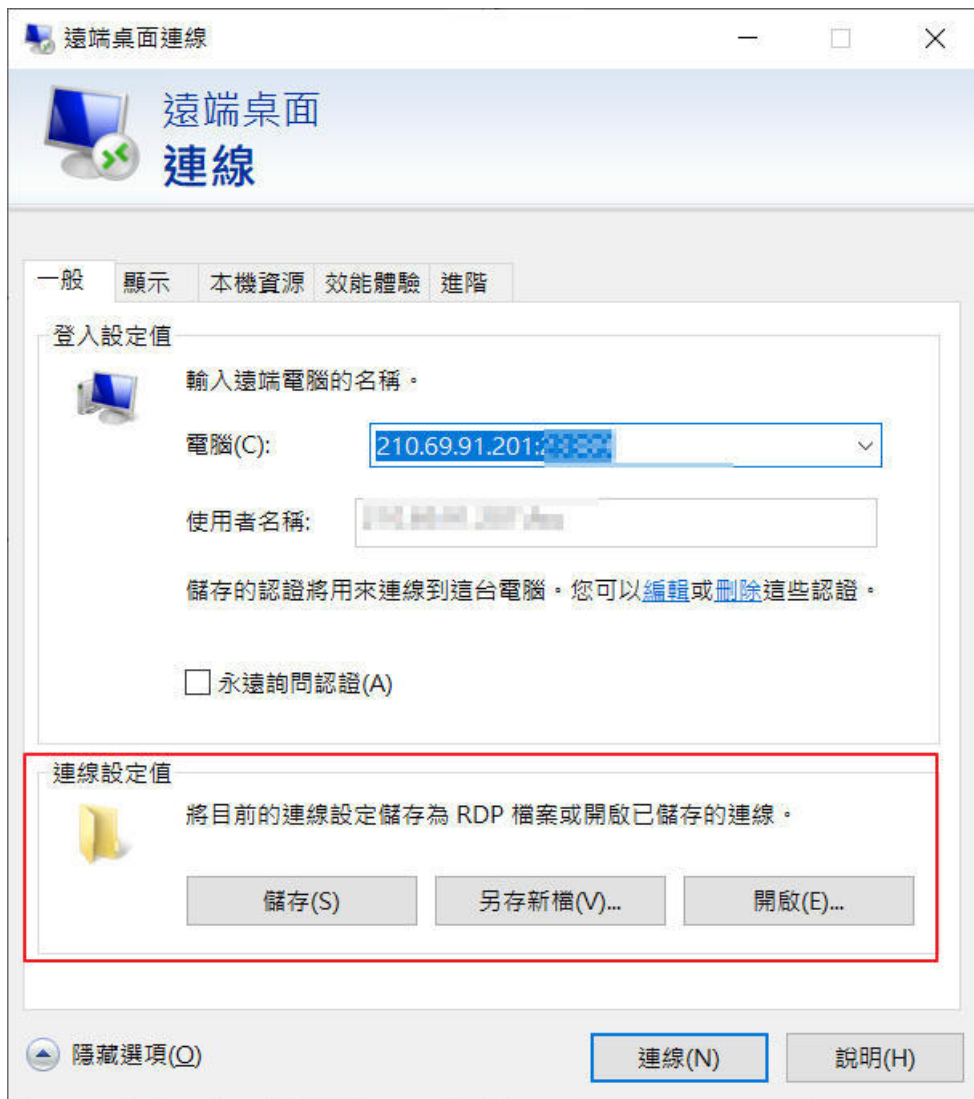 遠端桌面連線
遠端桌面
連線
一般 顯示 本機資源 效能體驗 進階
登入設定值
輸入遠端電腦的名稱。
電腦(C): 210.69.91.201:
使用者名稱:
儲存的認證將用來連線到這台電腦。您可以編輯或刪除這些認證。
永遠詢問認證(A)
連線設定值
將目前的連線設定儲存為 RDP 檔案或開啟已儲存的連線。
儲存(S) 另存新檔(V)... 開啟(E)...
隱藏選項(O) 連線(N) 說明(H)